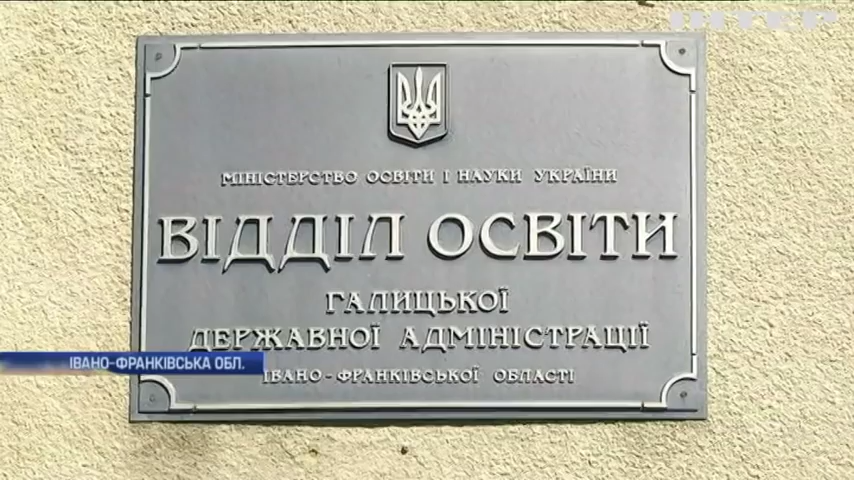 ІНТЕР
МІНІСТЕРСТВО ОСВІТИ І НАУКИ УКРАЇНИ
ВІДДІЛ ОСВІТИ
ГАЛИЦЬКОЇ
ДЕРЖАВНОЇ АДМІНІСТРАЦІЇ
ІВАНО-ФРАНКІВСЬКА ОБЛ.
ІВАНО-ФРАНКІВСЬКОЇ ОБЛАСТІ